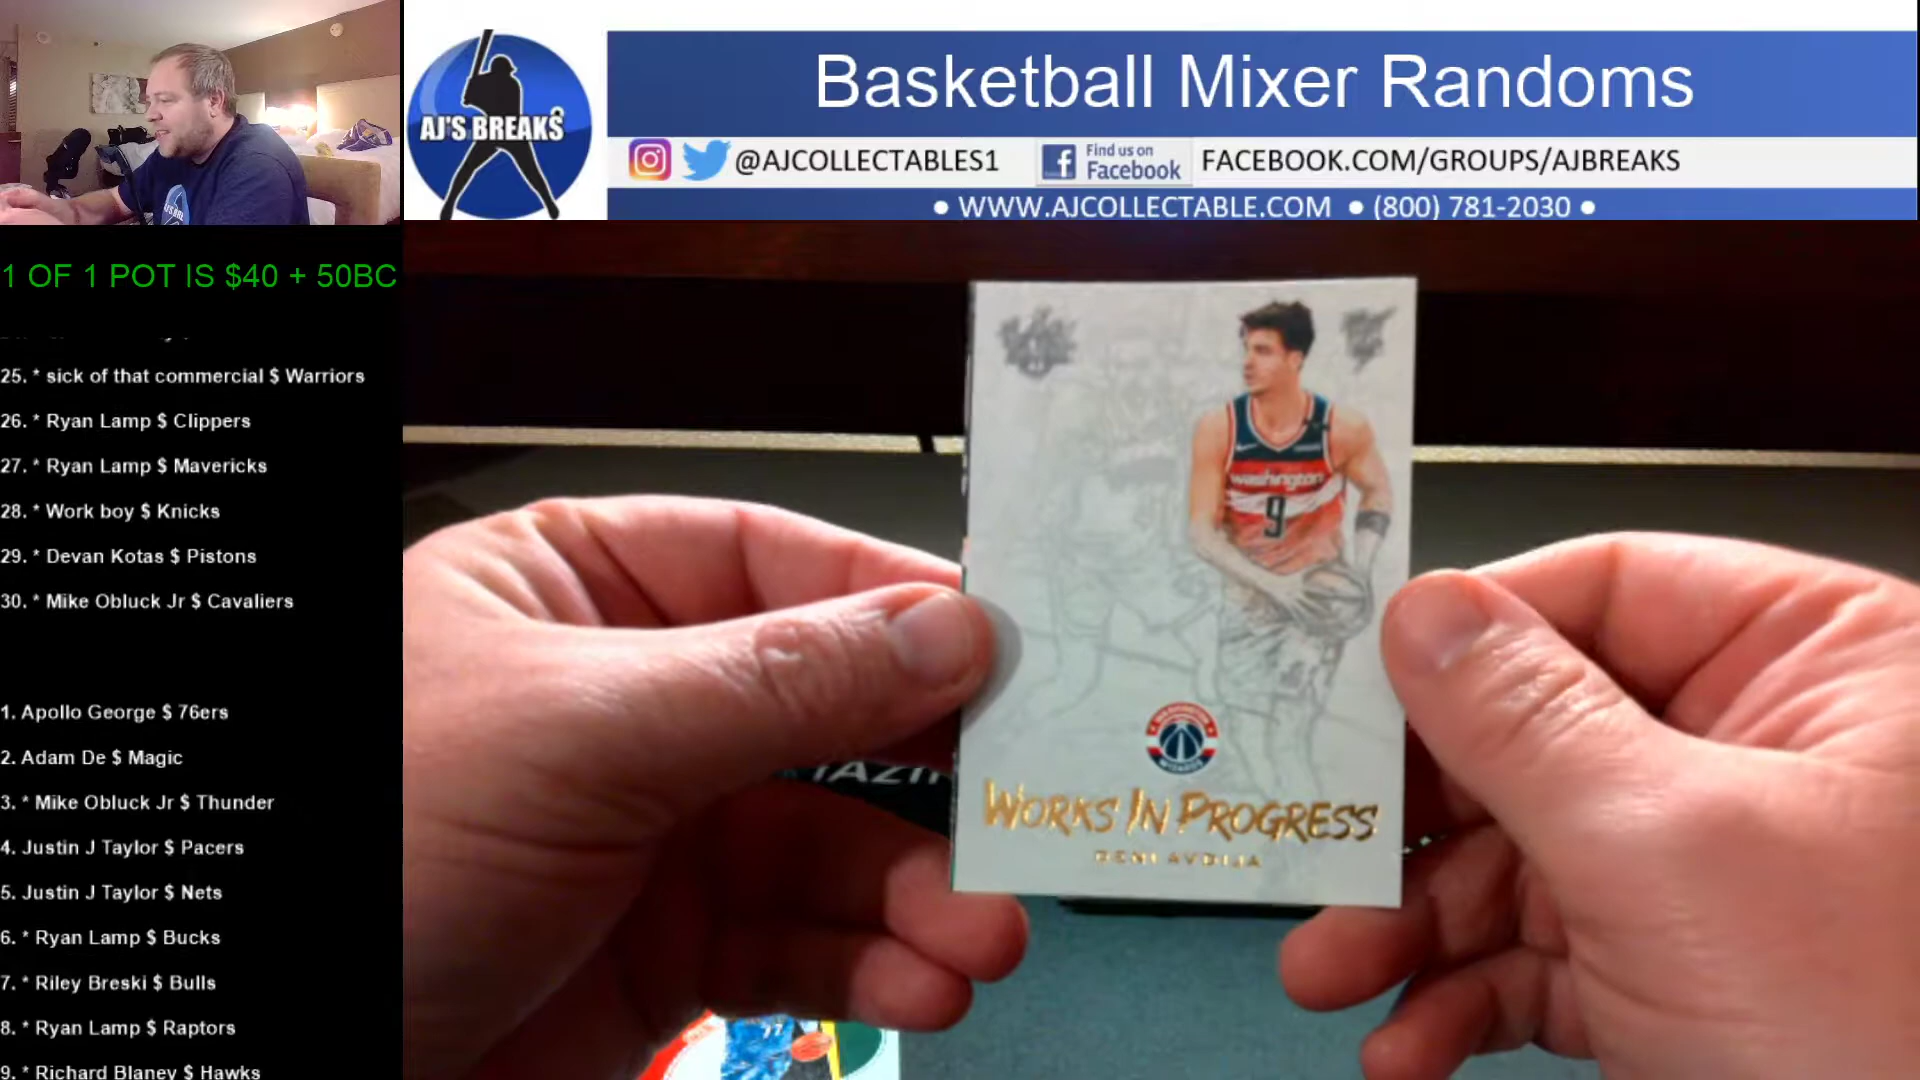 AJ'S BREAKS
Basketball Mixer Randoms
@AJCOLLECTABLES1
Find us on
Facebook
FACEBOOK.COM/GROUPS/AJBREAKS
• WWW.AJCOLLECTABLE.COM • (800) 781-2030 •
1 OF 1 POT IS $40 + 50BC
25. * sick of that commercial $ Warriors
26. * Ryan Lamp $ Clippers
27. * Ryan Lamp $ Mavericks
28. * Work boy $ Knicks
29. * Devan Kotas $ Pistons
30. * Mike Obluck Jr $ Cavaliers
1. Apollo George $ 76ers
2. Adam De $ Magic
3. * Mike Obluck Jr $ Thunder
4. Justin J Taylor $ Pacers
5. Justin J Taylor $ Nets
6. * Ryan Lamp $ Bucks
7. * Riley Breski $ Bulls
8. * Ryan Lamp $ Raptors
9. * Richard Blaney $ Hawks
washington
9
WIZARDS
WORKS IN PROGRESS
DENI AVDIJA
77